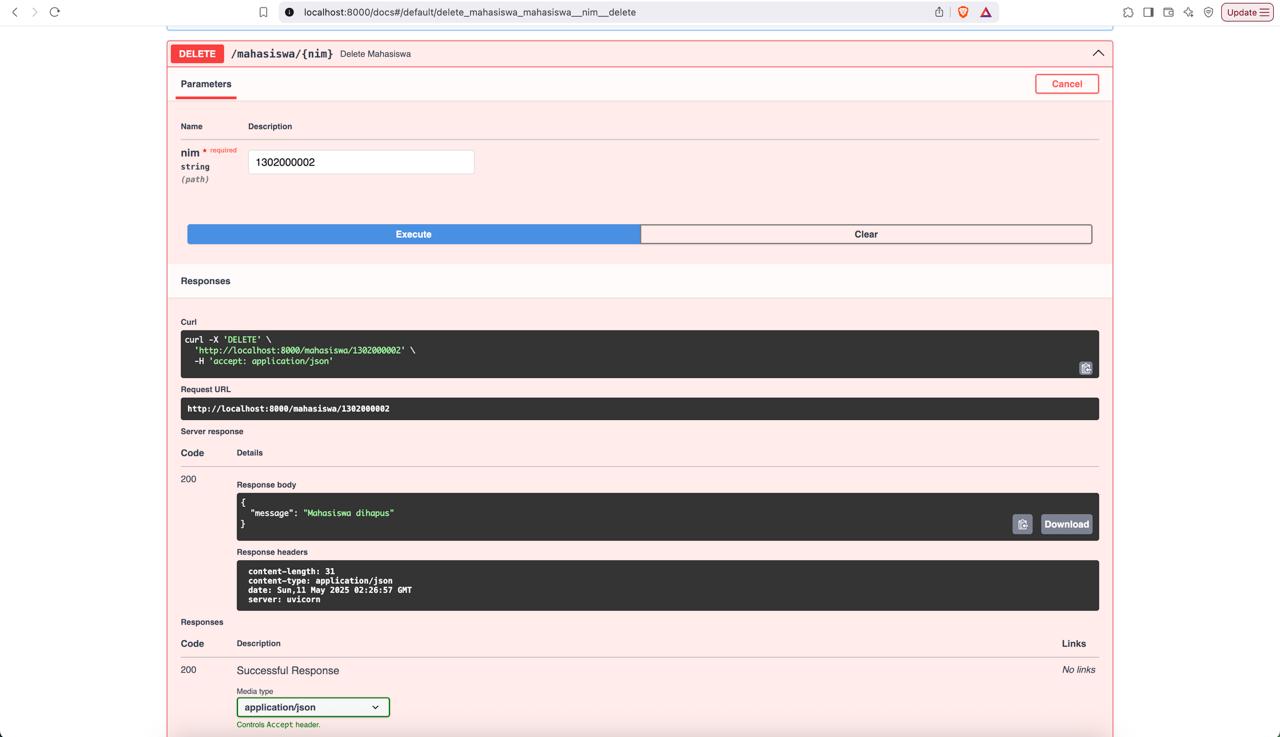 localhost:8000/docs#/default/delete_mahasiswa_mahasiswa__nim__delete
Update
DELETE /mahasiswa/{nim} Delete Mahasiswa
Parameters
Cancel
Name Description
nim * required
string
(path)
1302000002
Execute
Clear
Responses
Curl
curl -X 'DELETE' \
'http://localhost:8000/mahasiswa/1302000002' \
-H 'accept: application/json'
Request URL
http://localhost:8000/mahasiswa/1302000002
Server response
Code Details
200
Response body
{
"message": "Mahasiswa dihapus"
}
Download
Response headers
content-length: 31
content-type: application/json
date: Sun,11 May 2025 02:26:57 GMT
server: uvicorn
Responses
Code Description Links
200 Successful Response No links
Media type
application/json
Controls Accept header.